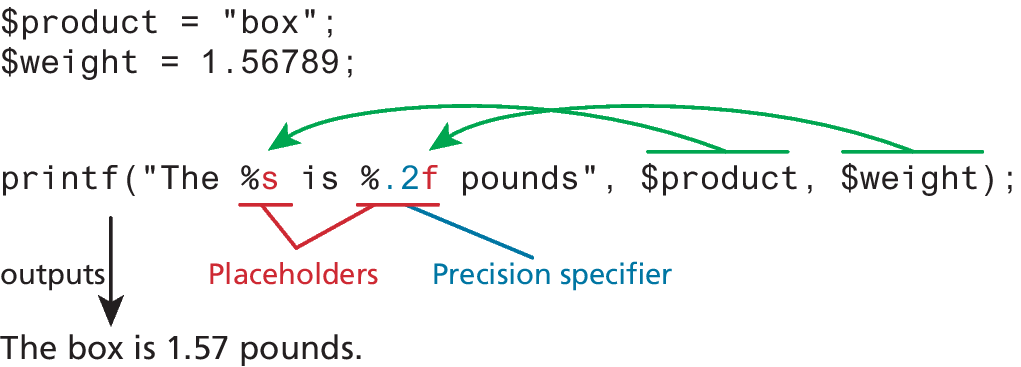 $product = "box";
$weight = 1.56789;
printf("The %s is %.2f pounds", $product, $weight);
outputs
Placeholders
Precision specifier
The box is 1.57 pounds.